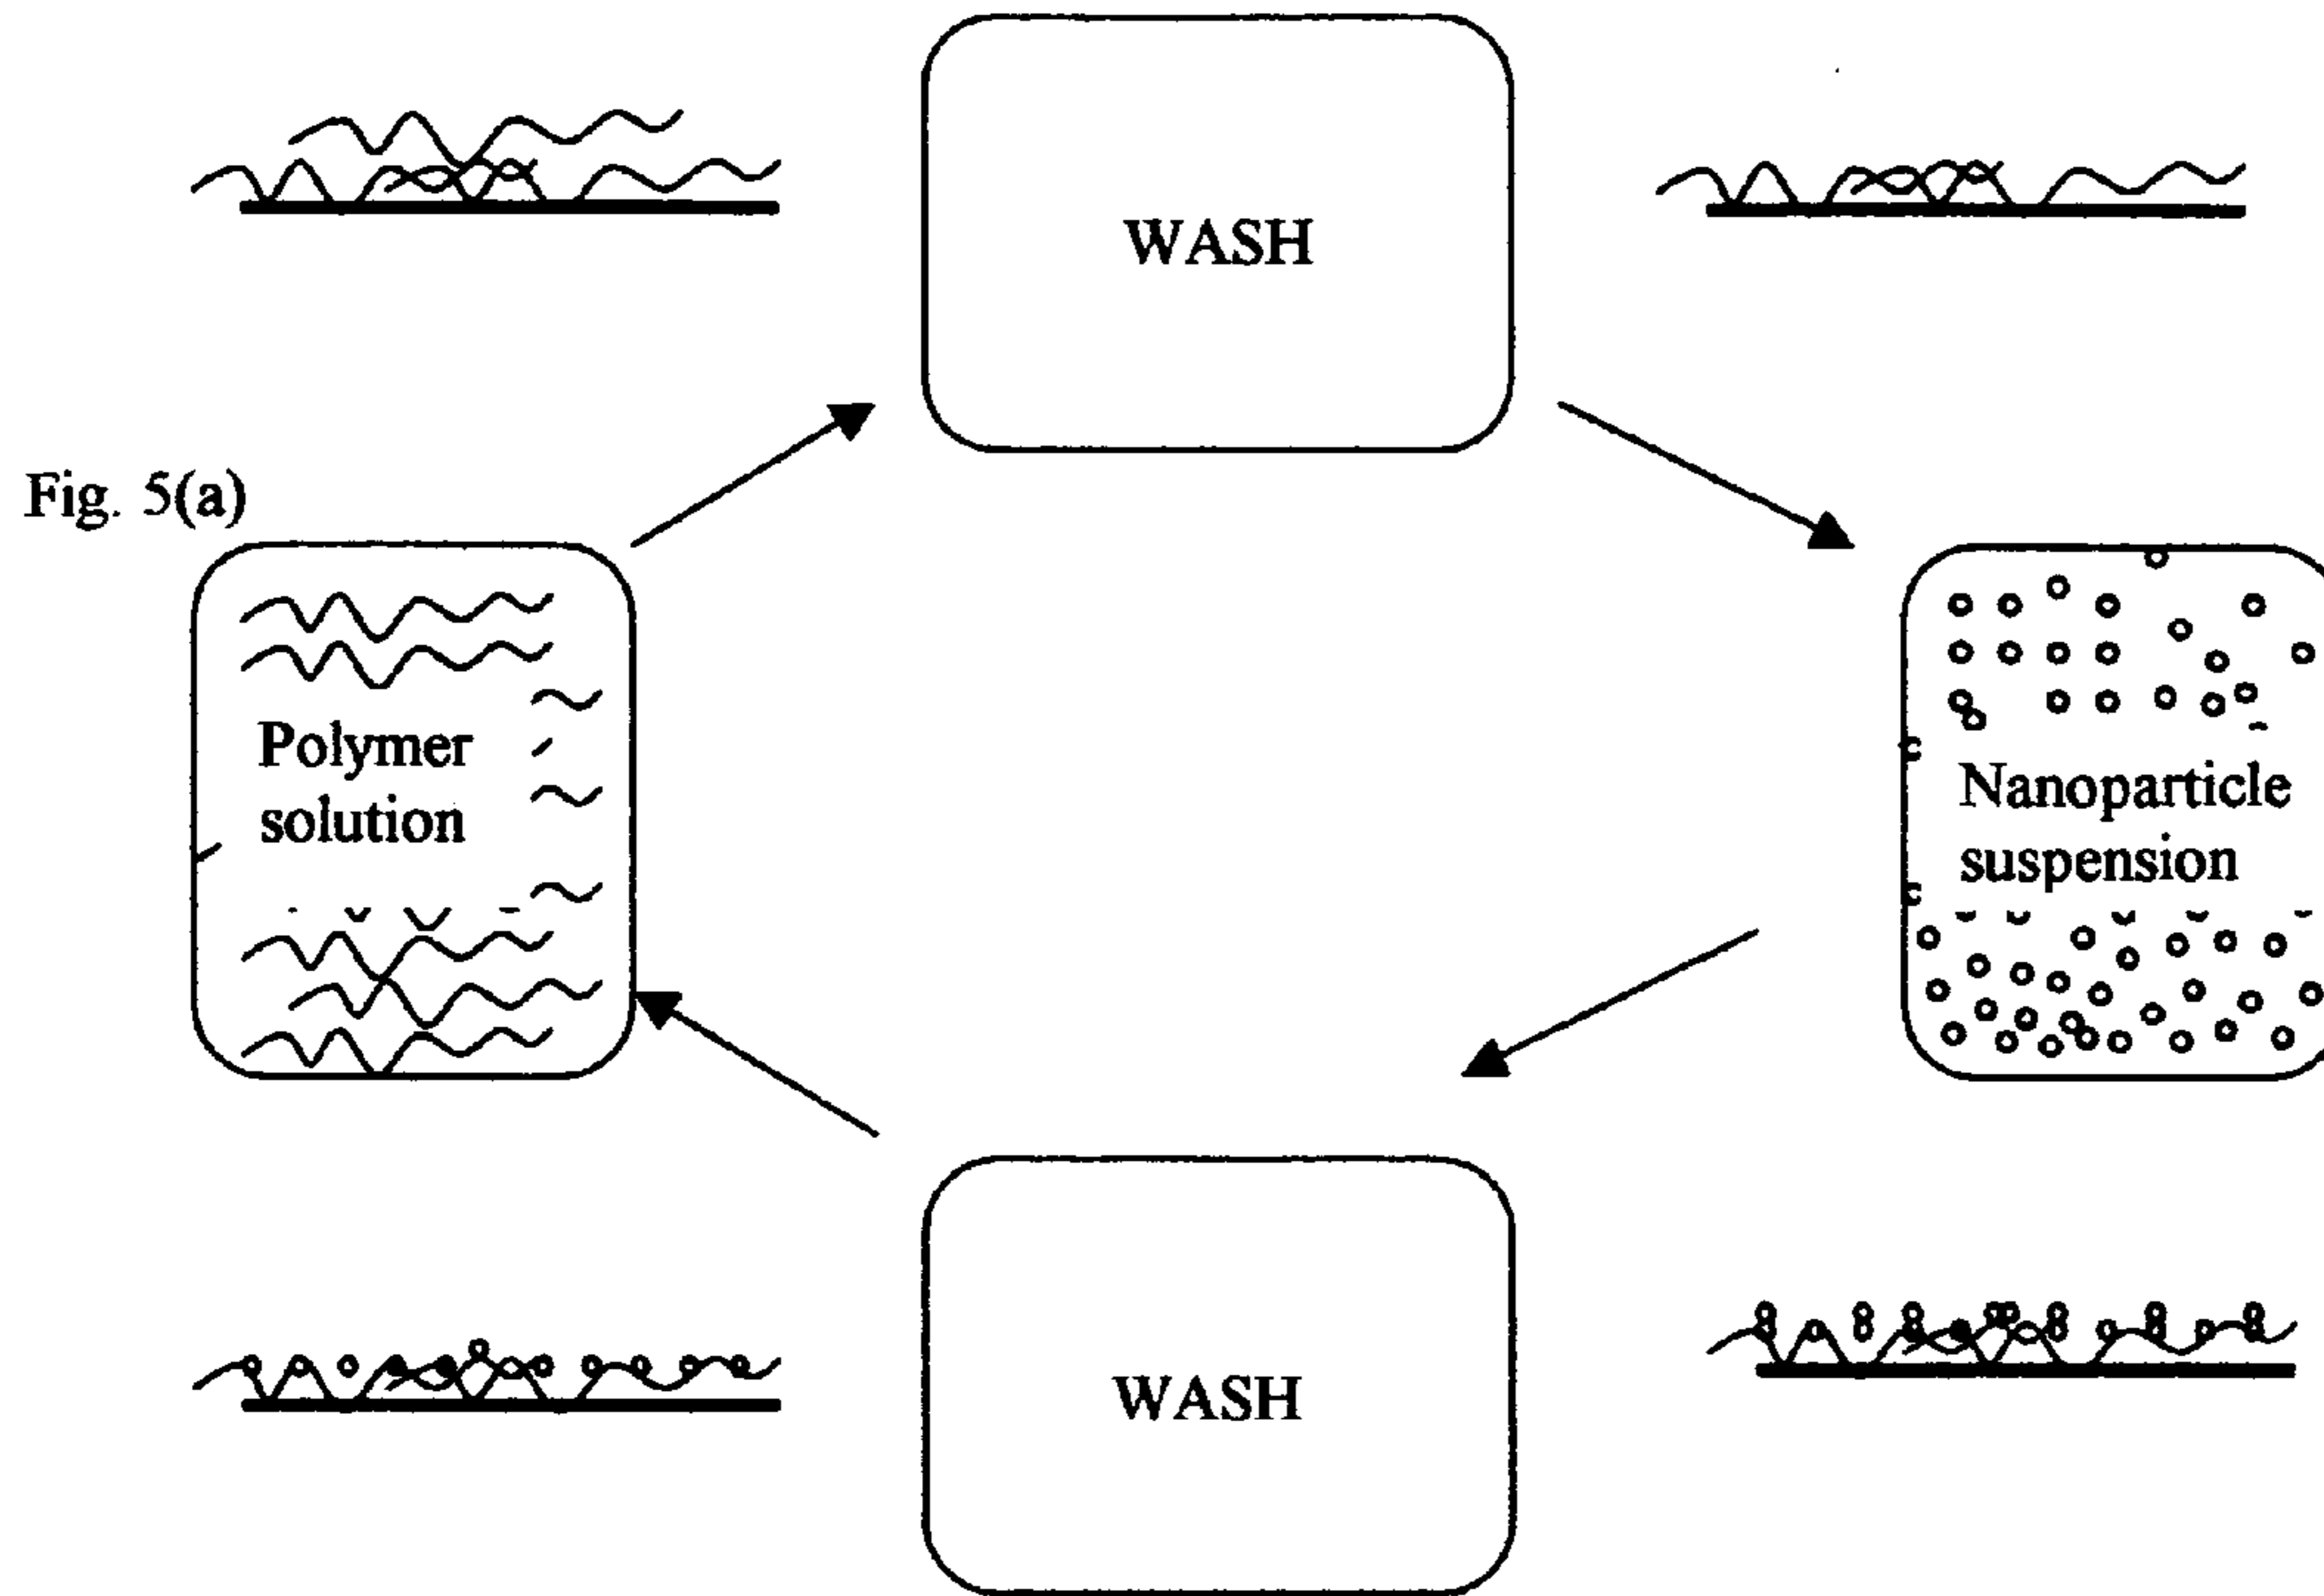 WASH
Fig. 5(a)
Polymer
solution
Nanoparticle
suspension
WASH